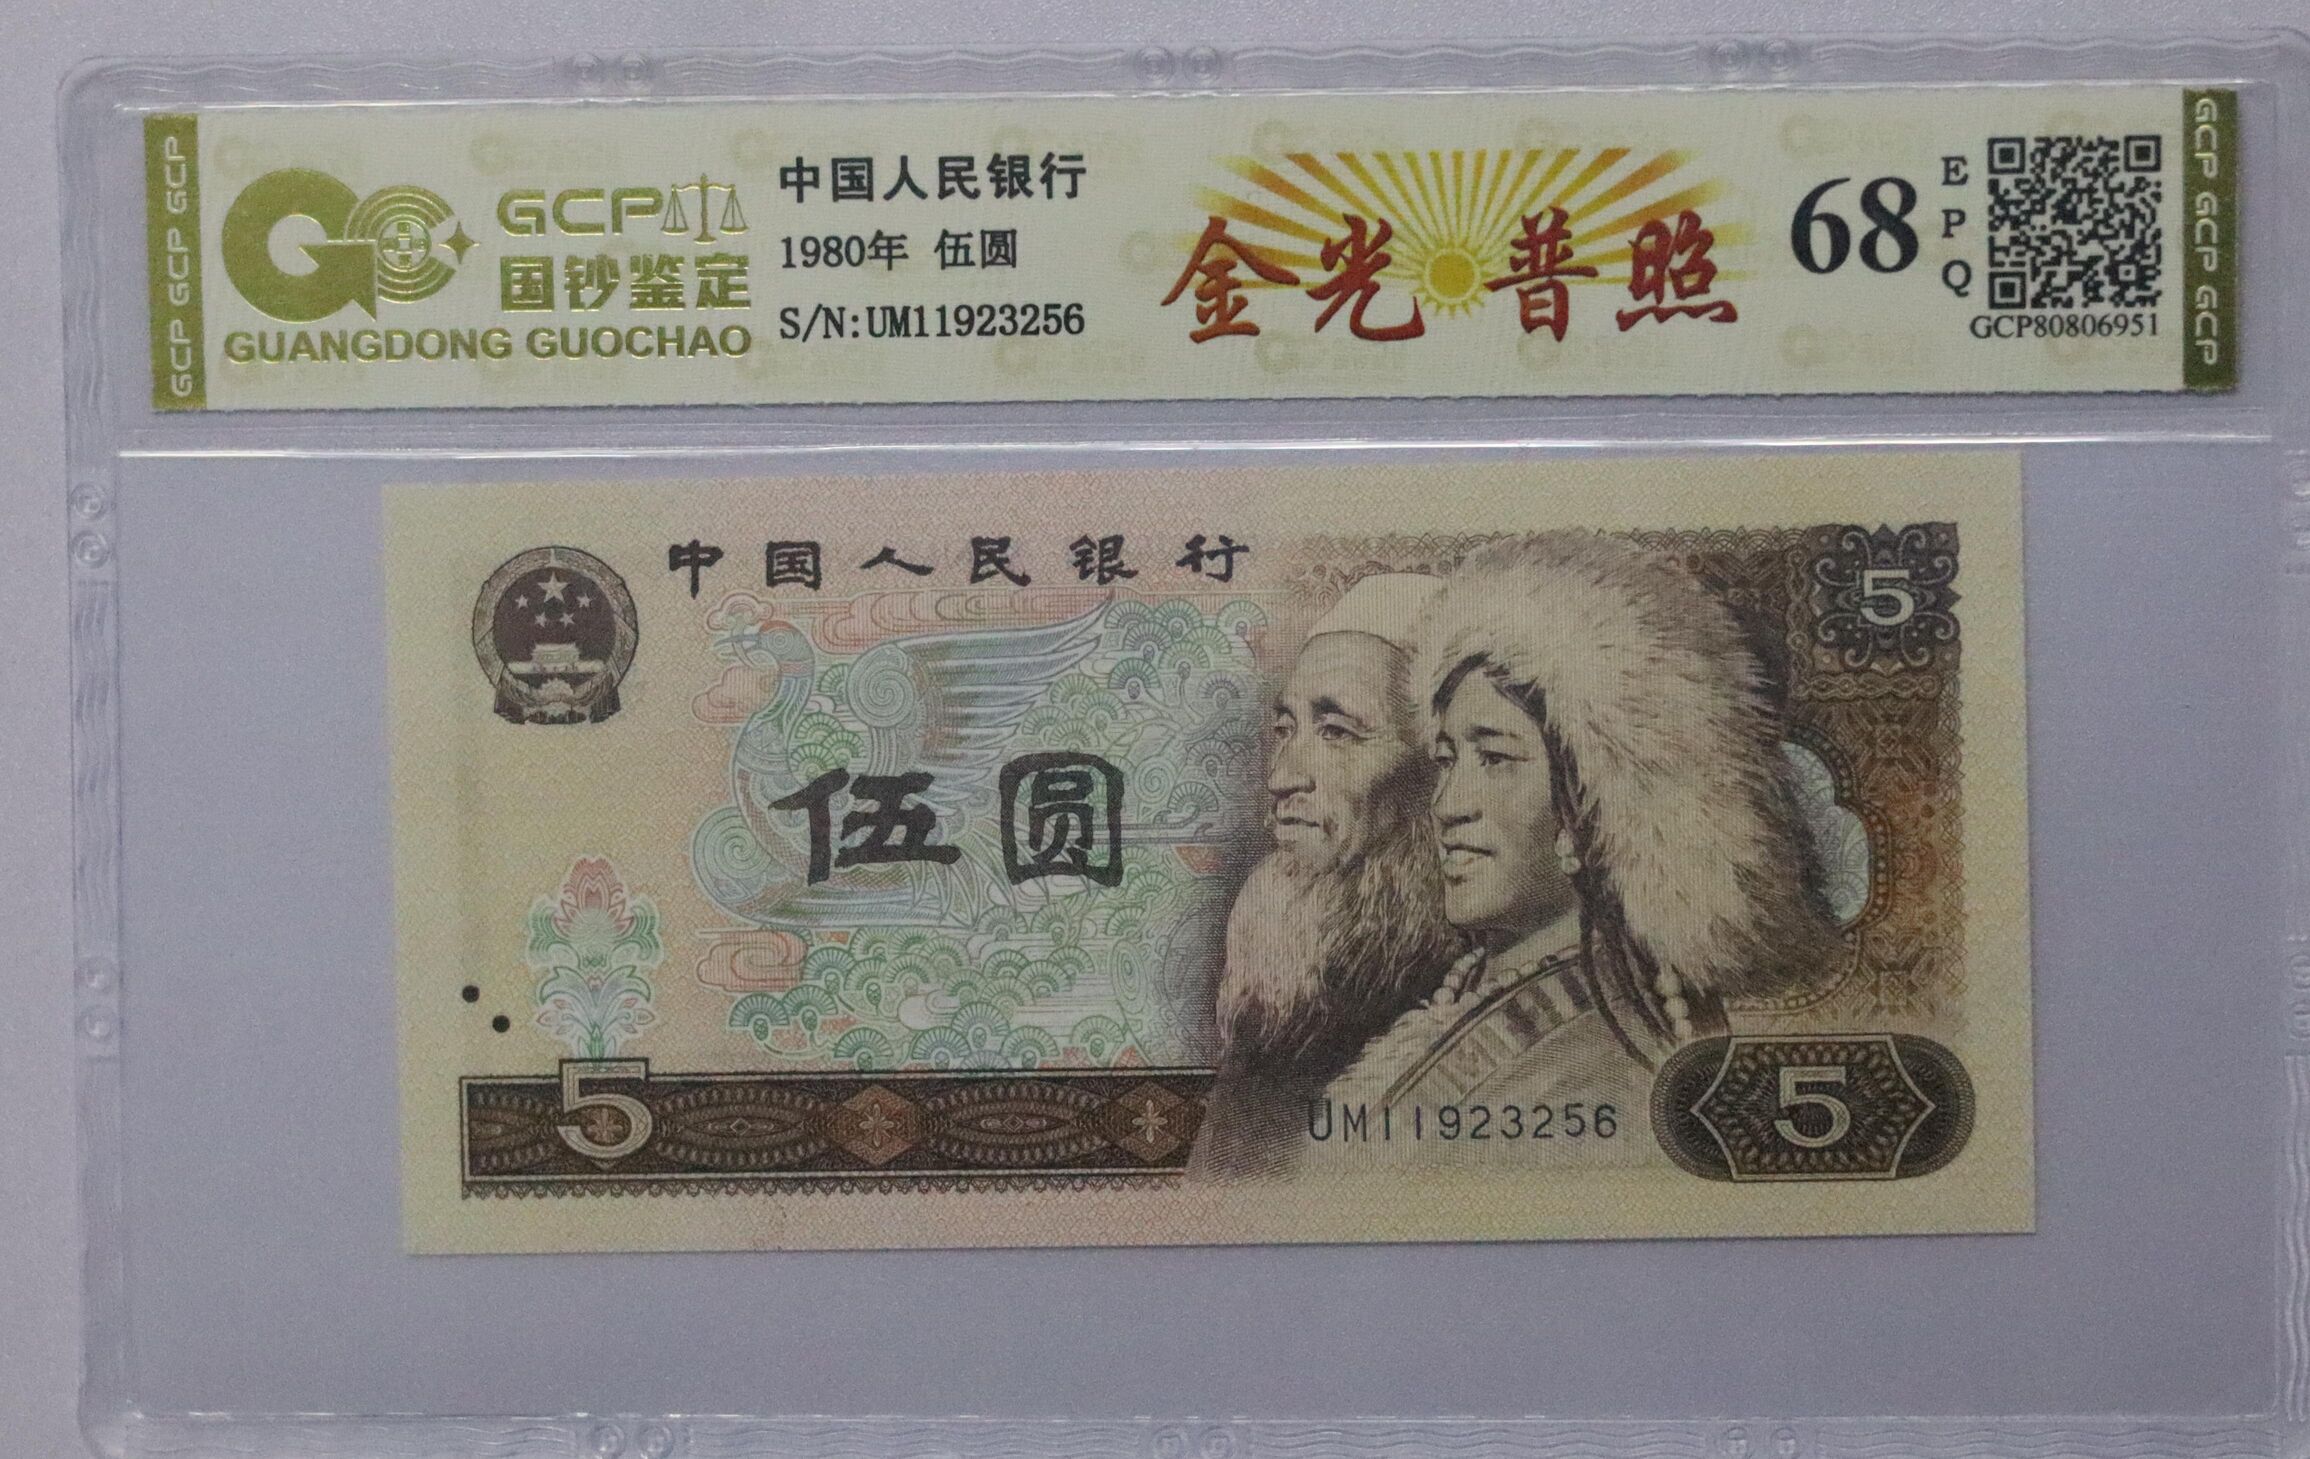 GCP GCP GCP
GCP
国钞鉴定
GUANGDONG GUOCHAO
中国人民银行
1980年 伍圆
S/N:UM11923256
金光普照
68
EPQ
GCP80806951
GCP GCP GCP
中国人民银行
5
伍圆
5
UM11923256
5